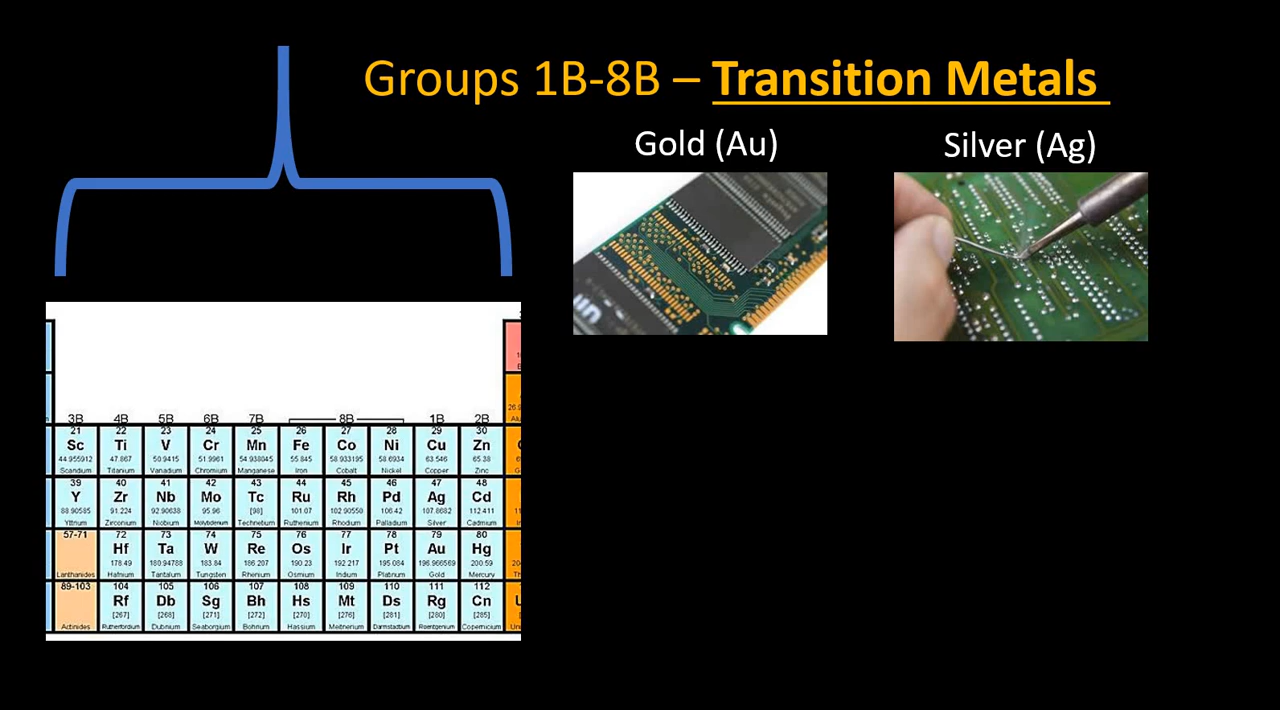 Groups 1B-8B – Transition Metals
Gold (Au)
Silver (Ag)
3B 4B 5B 6B 7B 8B 1B 2B
21 22 23 24 25 26 27 28 29 30
Sc Ti V Cr Mn Fe Co Ni Cu Zn
44.955912 47.867 50.9415 51.9961 54.938045 55.845 58.933195 58.6934 63.546 65.38
Scandium Titanium Vanadium Chromium Manganese Iron Cobalt Nickel Copper Zinc
39 40 41 42 43 44 45 46 47 48
Y Zr Nb Mo Tc Ru Rh Pd Ag Cd
88.90585 91.224 92.90638 95.96 [98] 101.07 102.90550 106.42 107.8682 112.411
Yttrium Zirconium Niobium Molybdenum Technetium Ruthenium Rhodium Palladium Silver Cadmium
57-71 72 73 74 75 76 77 78 79 80
Hf Ta W Re Os Ir Pt Au Hg
178.49 180.94788 183.84 186.207 190.23 192.217 195.084 196.966569 200.59
Lanthanides Hafnium Tantalum Tungsten Rhenium Osmium Iridium Platinum Gold Mercury
89-103 104 105 106 107 108 109 110 111 112
Rf Db Sg Bh Hs Mt Ds Rg Cn
[267] [268] [271] [272] [270] [276] [281] [280] [285]
Actinides Rutherfordium Dubnium Seaborgium Bohrium Hassium Meitnerium Darmstadtium Roentgenium Copernicium